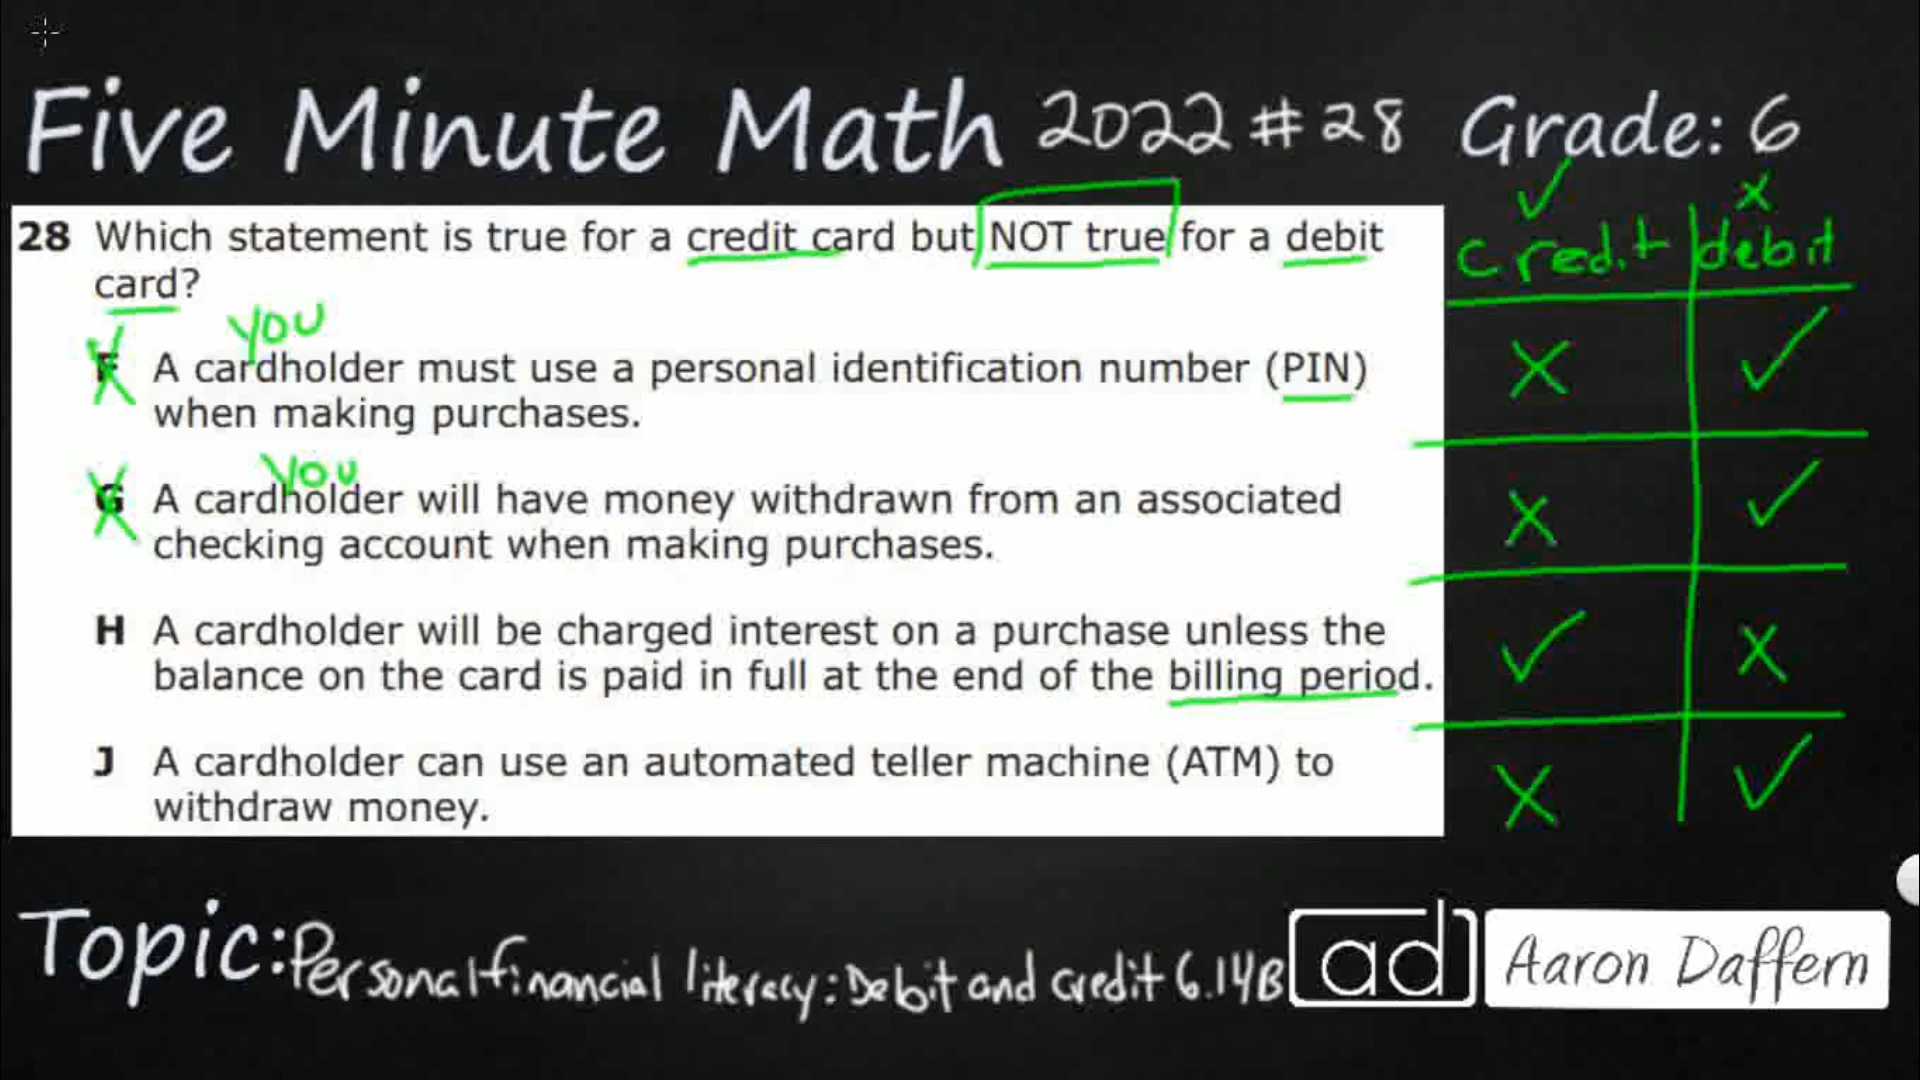 Five Minute Math 2022 #28 Grade: 6
✓ x
credit debit
28 Which statement is true for a credit card but NOT true for a debit
card?
you
F A cardholder must use a personal identification number (PIN)
when making purchases.
X ✓
you
G A cardholder will have money withdrawn from an associated
checking account when making purchases.
X ✓
H A cardholder will be charged interest on a purchase unless the
balance on the card is paid in full at the end of the billing period.
✓ X
J A cardholder can use an automated teller machine (ATM) to
withdraw money.
X ✓
Topic: Personal financial literacy: Debit and credit 6.14B
ad Aaron Daffern